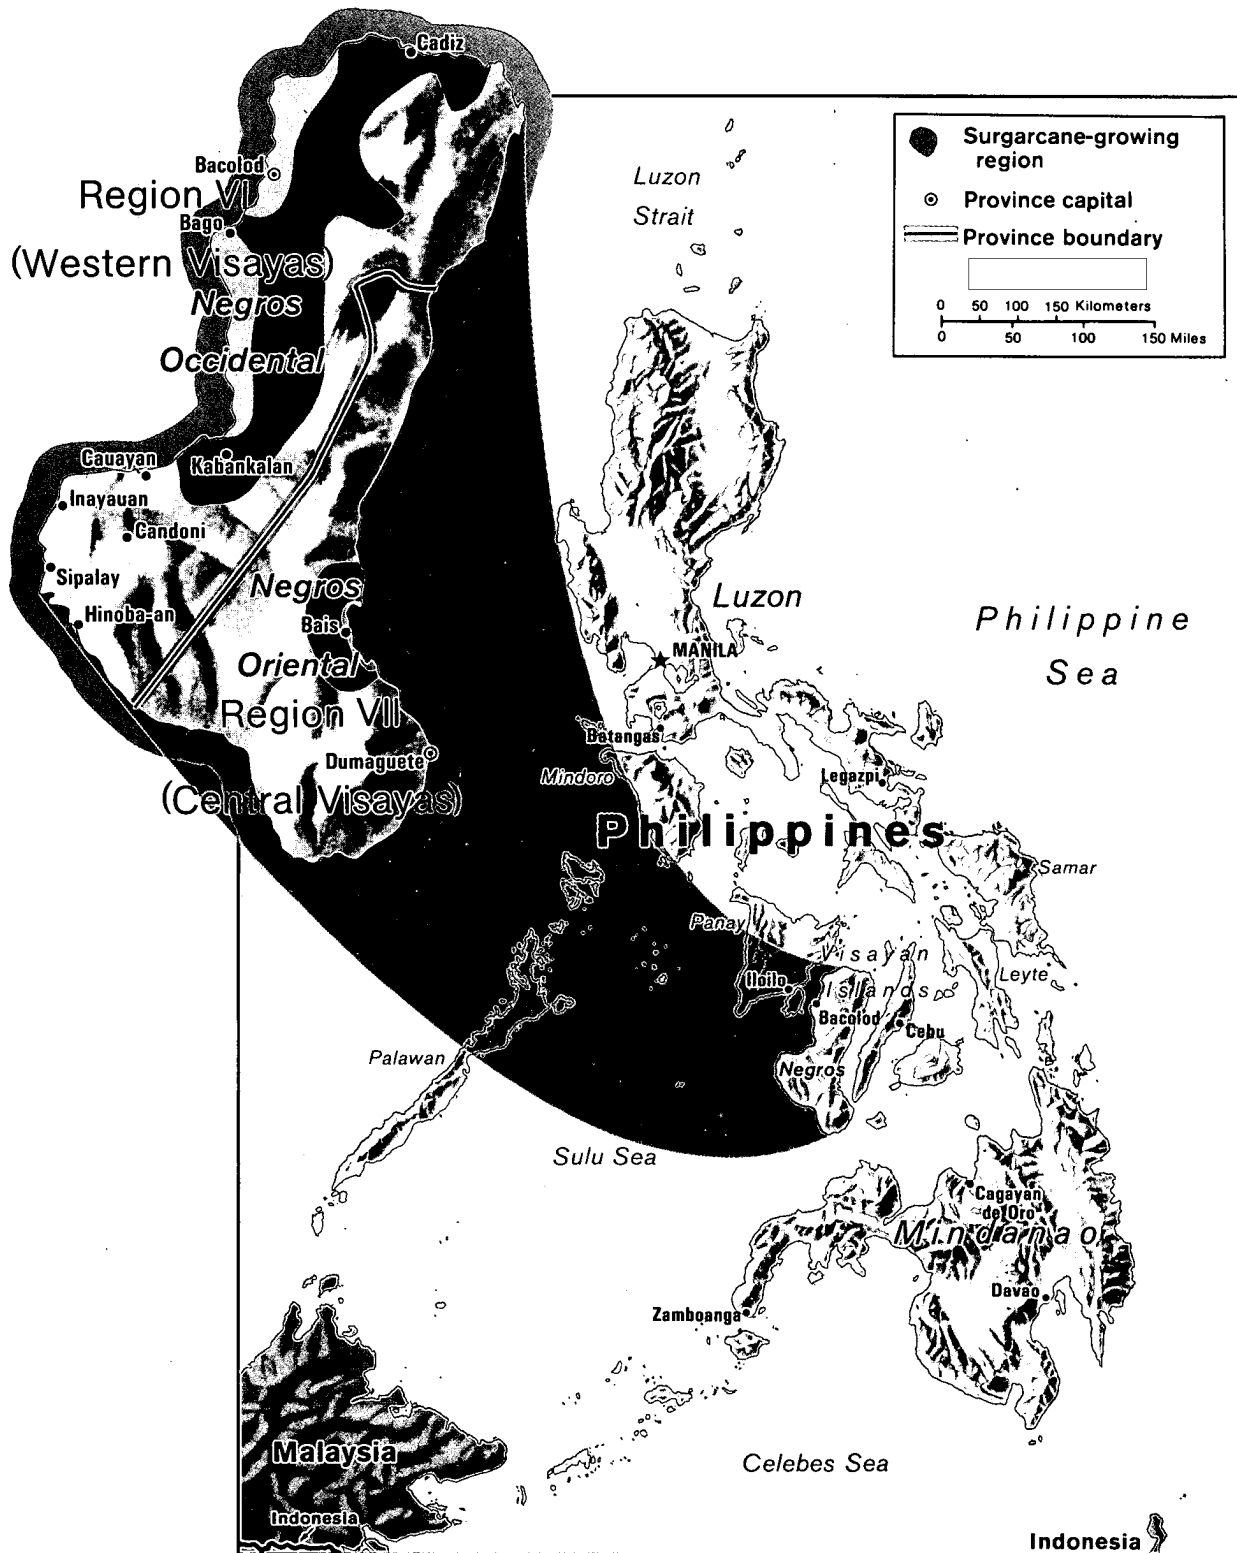 Cadiz
Surgarcane-growing
region
Province capital
Province boundary
0 50 100 150 Kilometers
0 50 100 150 Miles
Luzon
Strait
Bacolod
Region VI
Bago
(Western Visayas)
Negros
Occidental
Cauayan
Kabankalan
Inayauan
Candoni
Sipalay
Hinoba-an
Negros
Bais
Oriental
Region VII
Dumaguete
(Central Visayas)
Luzon
Philippine
Sea
MANILA
Batangas
Mindoro
Legazpi
Philippines
Samar
Panay
Visayan
Islands
Leyte
Iloilo
Bacolod
Cebu
Palawan
Negros
Sulu Sea
Cagayan
de Oro
Mindanao
Davao
Zamboanga
Malaysia
Celebes Sea
Indonesia
Indonesia